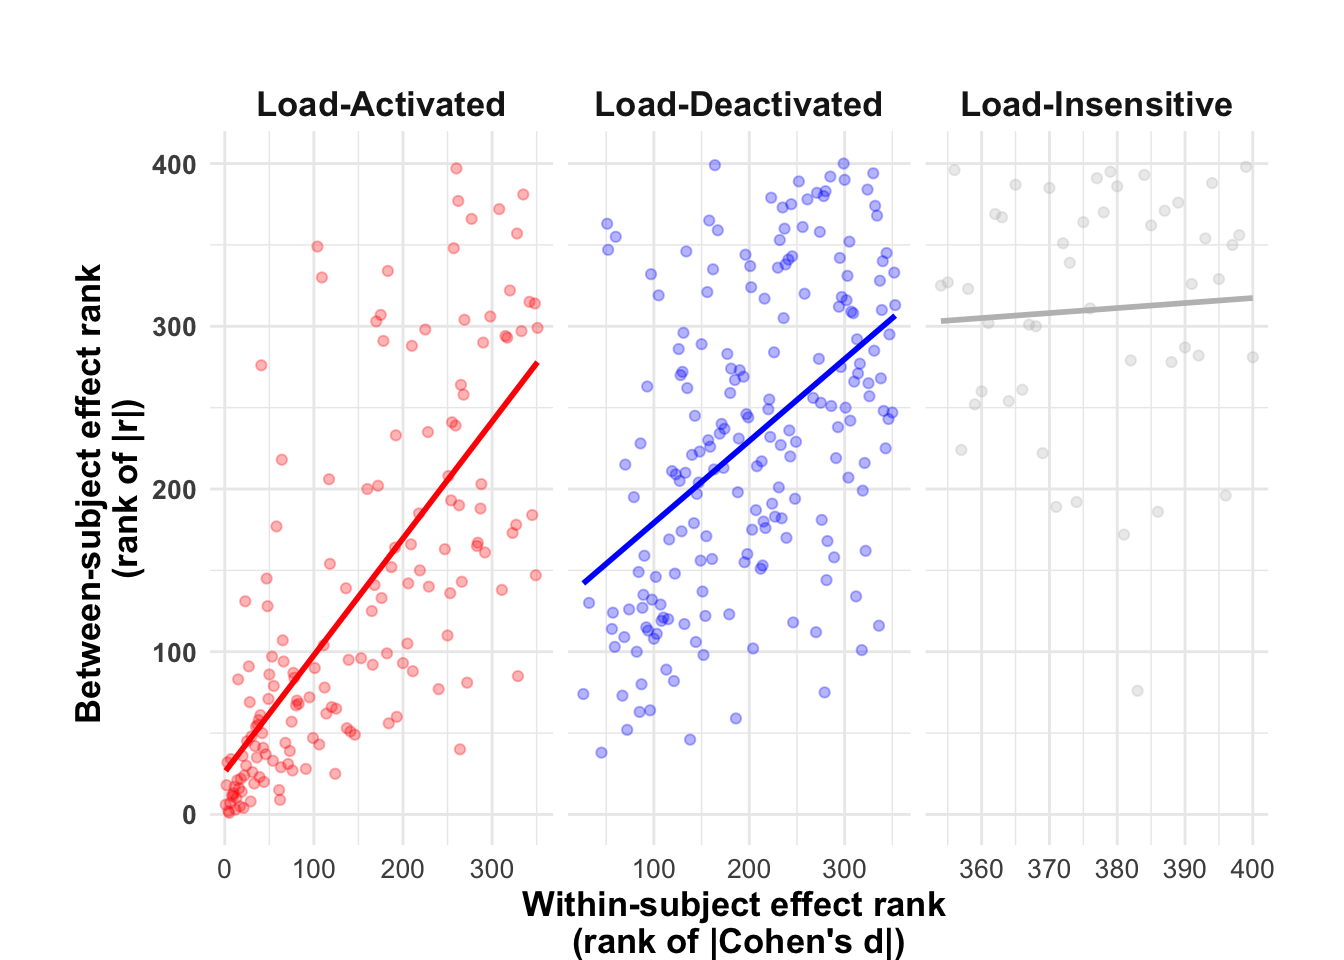 Load-Activated
Load-Deactivated
Load-Insensitive
Between-subject effect rank
(rank of |r|)
400
300
200
100
0
0 100 200 300
100 200 300
360 370 380 390 400
Within-subject effect rank
(rank of |Cohen's d|)